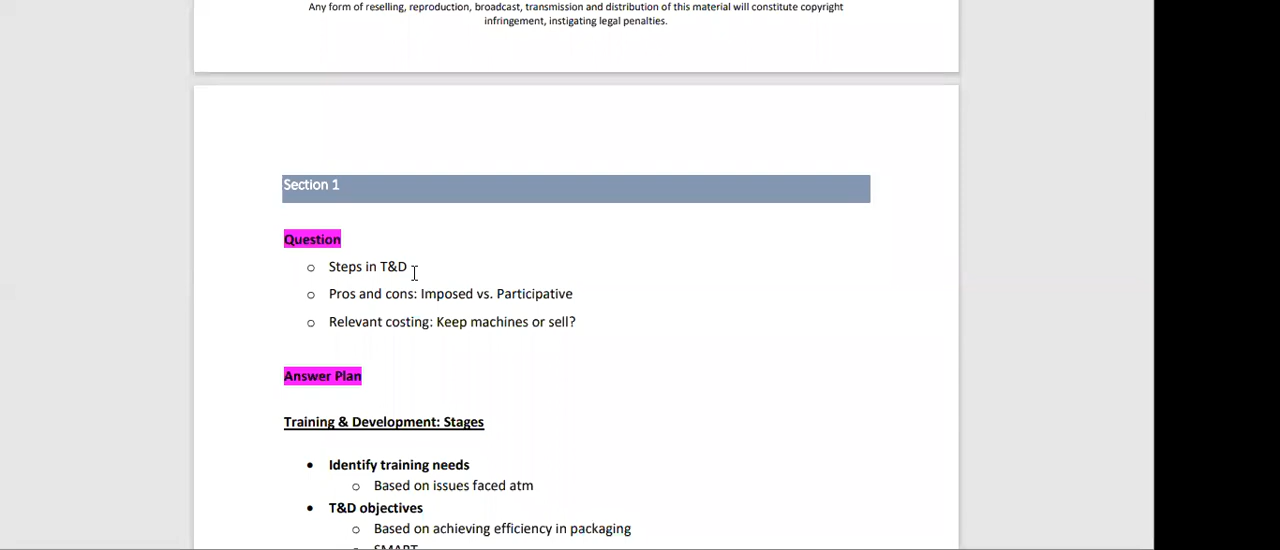 Any form of reselling, reproduction, broadcast, transmission and distribution of this material will constitute copyright
infringement, instigating legal penalties.
Section 1
Question
o Steps in T&D
o Pros and cons: Imposed vs. Participative
o Relevant costing: Keep machines or sell?
Answer Plan
Training & Development: Stages
• Identify training needs
o Based on issues faced atm
• T&D objectives
o Based on achieving efficiency in packaging
o SMART